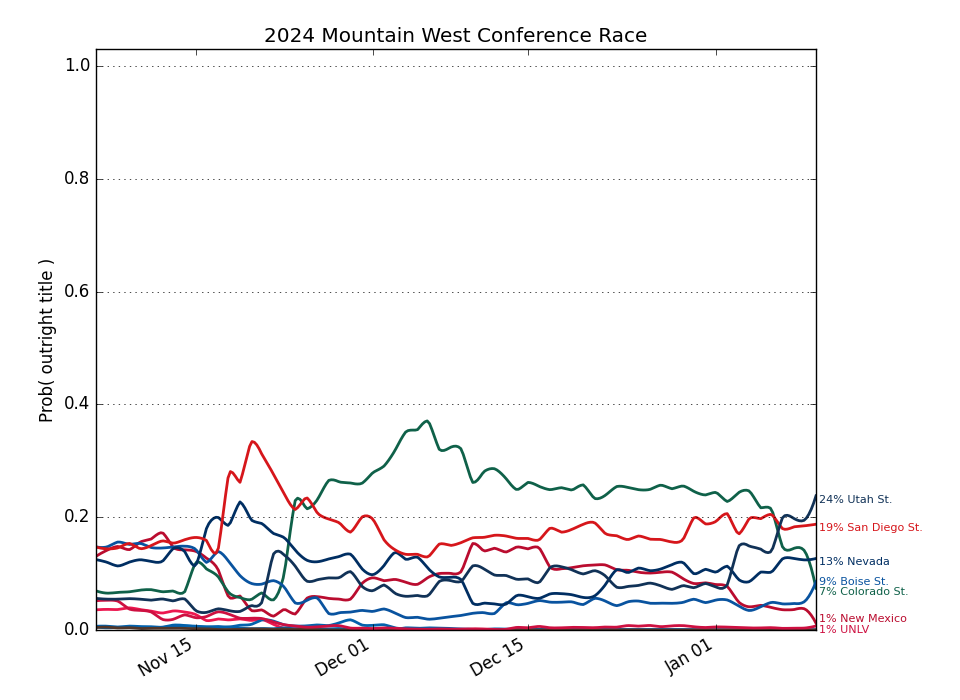 2024 Mountain West Conference Race
Prob( outright title )
1.0
0.8
0.6
0.4
0.2
0.0
Nov 15
Dec 01
Dec 15
Jan 01
24% Utah St.
19% San Diego St.
13% Nevada
9% Boise St.
7% Colorado St.
1% New Mexico
1% UNLV